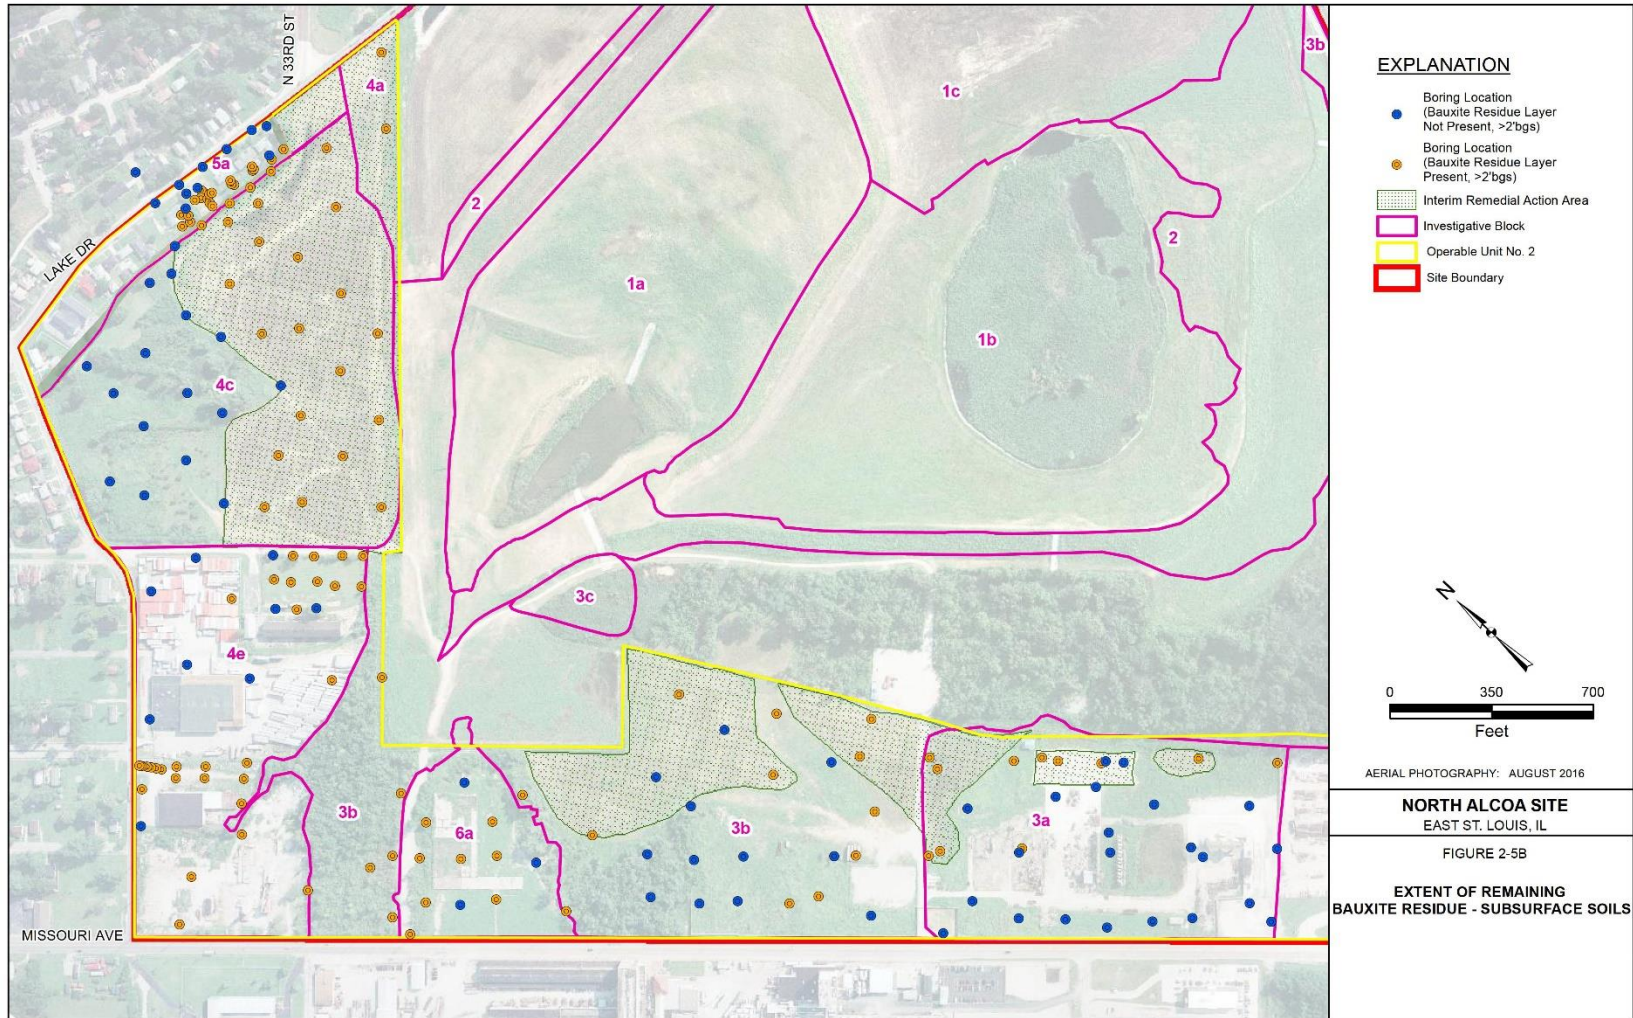 N 33RD ST
4a
5a
LAKE DR
4c
2
1a
1c
3b
2
1b
3c
4e
3b
6a
3b
3a
MISSOURI AVE
EXPLANATION
Boring Location
(Bauxite Residue Layer
Not Present, >2'bgs)
Boring Location
(Bauxite Residue Layer
Present, >2'bgs)
Interim Remedial Action Area
Investigative Block
Operable Unit No. 2
Site Boundary
N
0 350 700
Feet
AERIAL PHOTOGRAPHY: AUGUST 2016
NORTH ALCOA SITE
EAST ST. LOUIS, IL
FIGURE 2-5B
EXTENT OF REMAINING
BAUXITE RESIDUE - SUBSURFACE SOILS